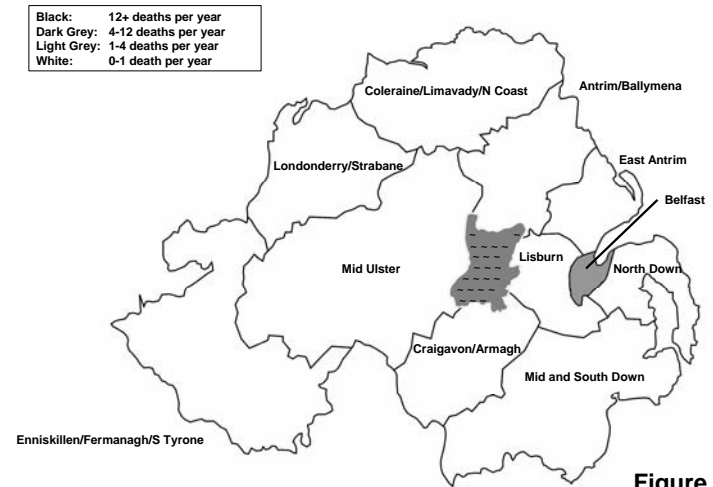 Black: 12+ deaths per year
Dark Grey: 4-12 deaths per year
Light Grey: 1-4 deaths per year
White: 0-1 death per year
Coleraine/Limavady/N Coast
Antrim/Ballymena
Londonderry/Strabane
East Antrim
Belfast
Lisburn
Mid Ulster
North Down
Craigavon/Armagh
Mid and South Down
Enniskillen/Fermanagh/S Tyrone
Figure